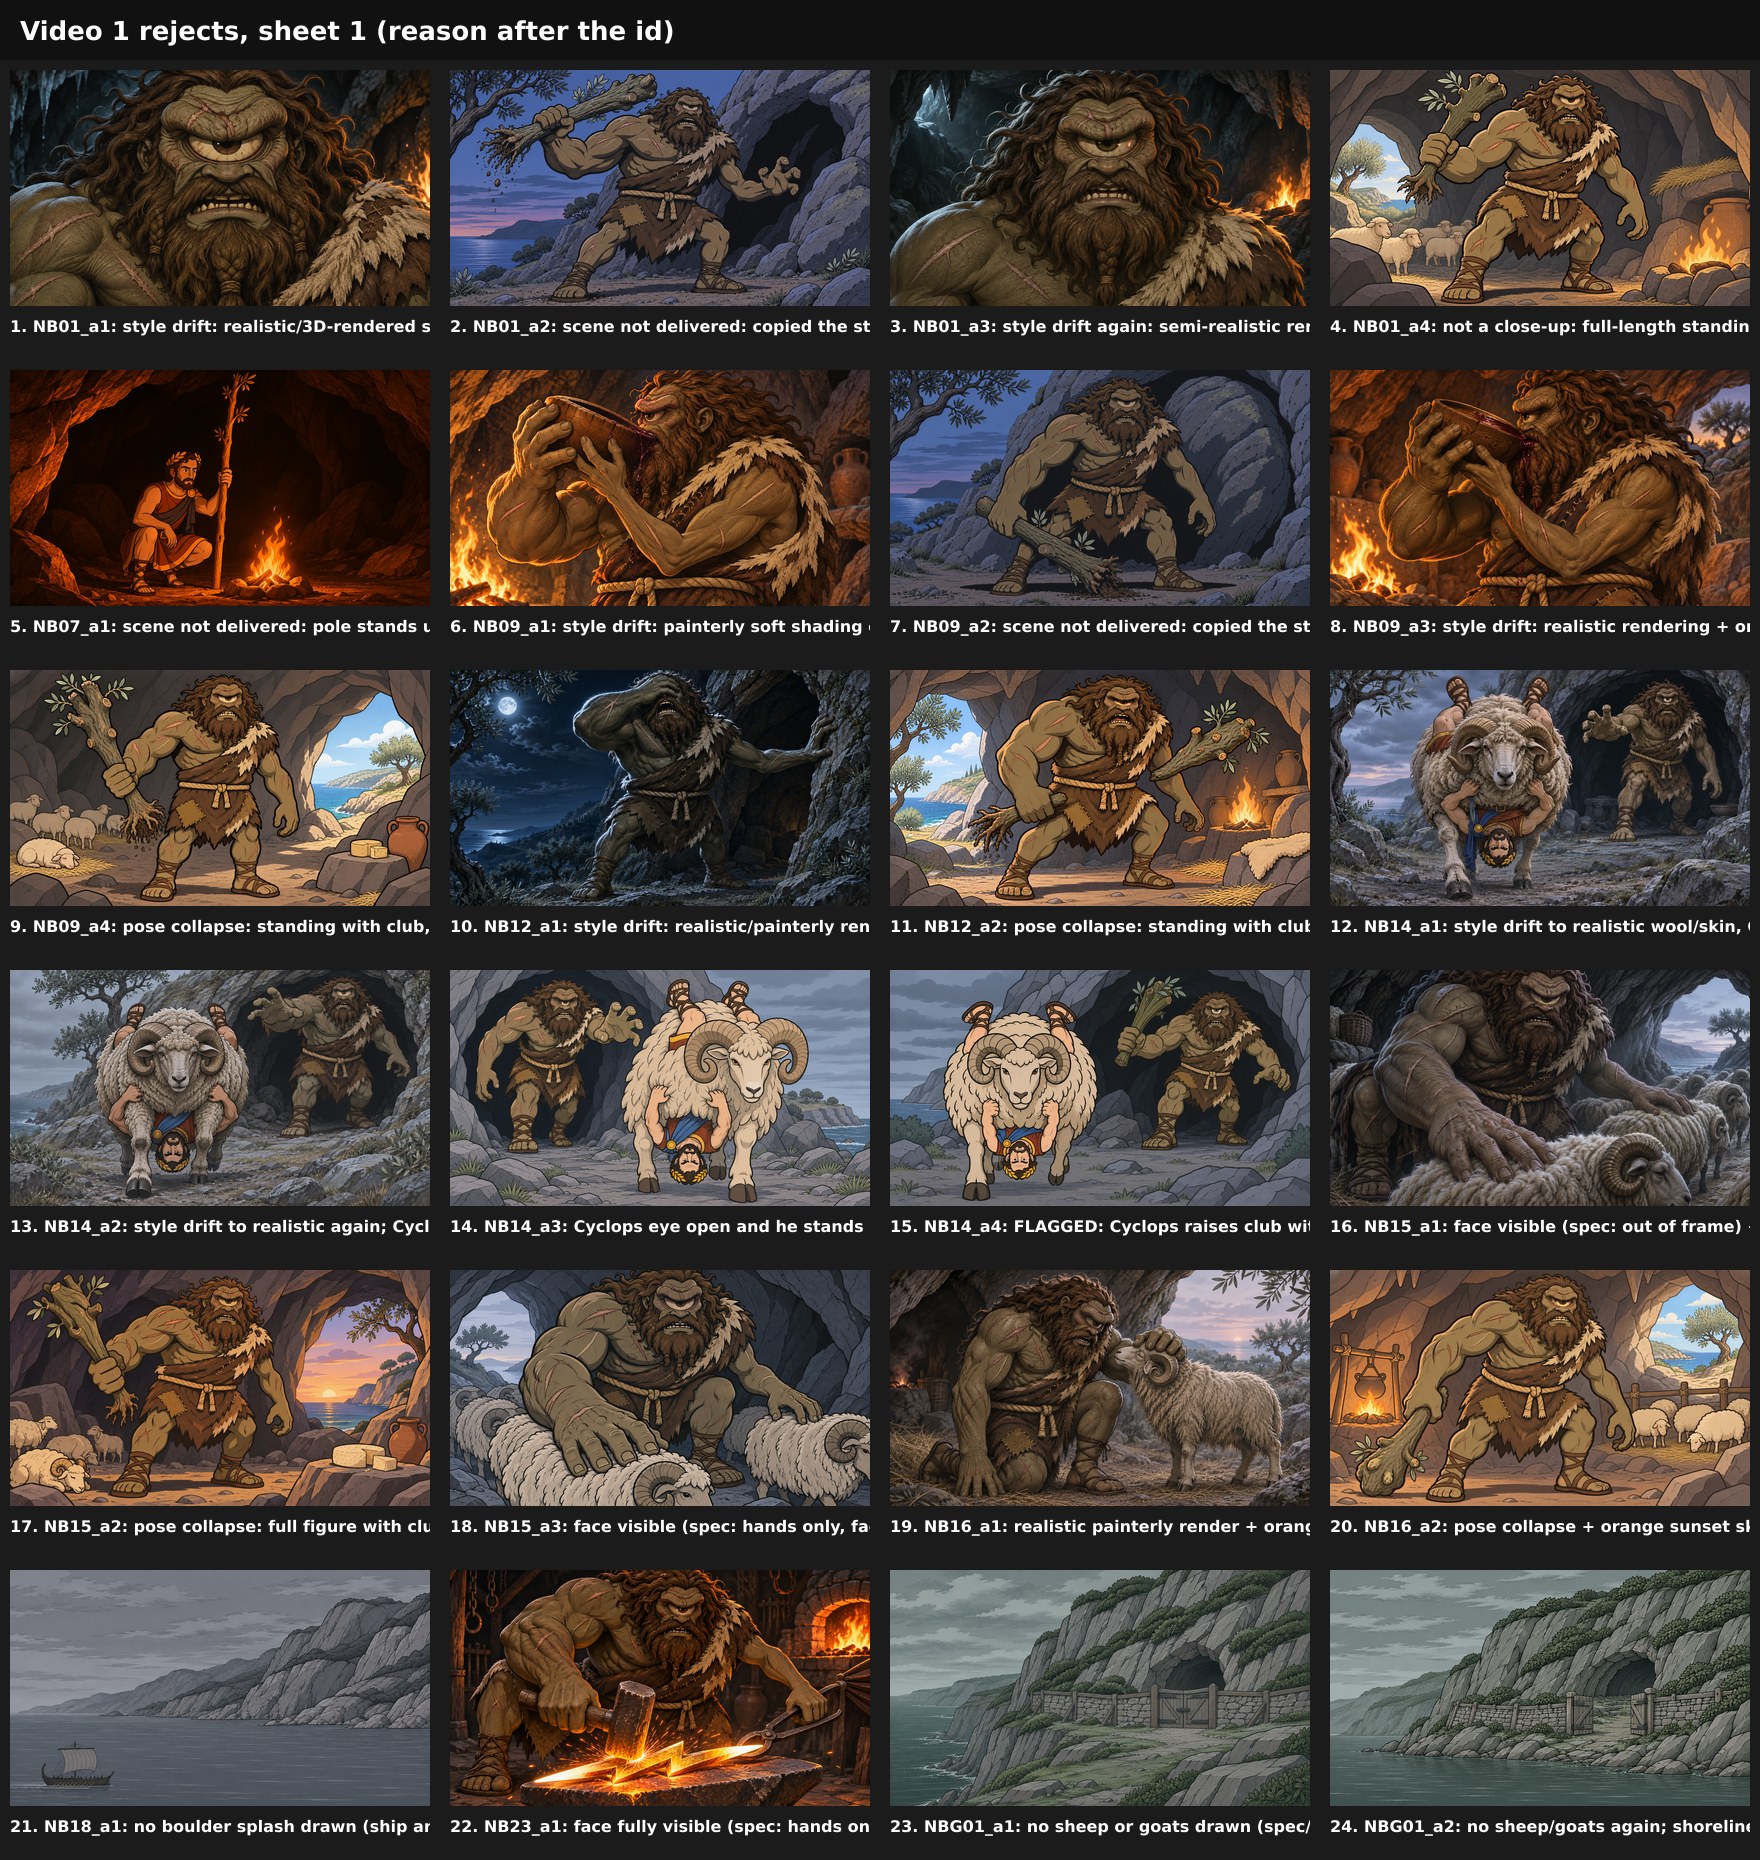 Video 1 rejects, sheet 1 (reason after the id)
1. NB01_a1: style drift: realistic/3D-rendered s
2. NB01_a2: scene not delivered: copied the st
3. NB01_a3: style drift again: semi-realistic rer
4. NB01_a4: not a close-up: full-length standin
5. NB07_a1: scene not delivered: pole stands u
6. NB09_a1: style drift: painterly soft shading
7. NB09_a2: scene not delivered: copied the st
8. NB09_a3: style drift: realistic rendering + or
9. NB09_a4: pose collapse: standing with club,
10. NB12_a1: style drift: realistic/painterly ren
11. NB12_a2: pose collapse: standing with club
12. NB14_a1: style drift to realistic wool/skin,
13. NB14_a2: style drift to realistic again; Cycl
14. NB14_a3: Cyclops eye open and he stands
15. NB14_a4: FLAGGED: Cyclops raises club wit
16. NB15_a1: face visible (spec: out of frame)
17. NB15_a2: pose collapse: full figure with clu
18. NB15_a3: face visible (spec: hands only, fa
19. NB16_a1: realistic painterly render + orang
20. NB16_a2: pose collapse + orange sunset sk
21. NB18_a1: no boulder splash drawn (ship ar
22. NB23_a1: face fully visible (spec: hands on
23. NBG01_a1: no sheep or goats drawn (spec/
24. NBG01_a2: no sheep/goats again; shoreline